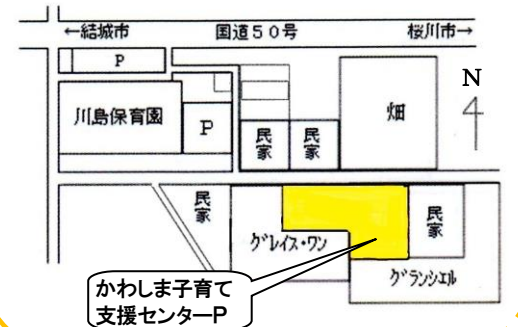 ←結城市 国道50号 桜川市→
P
N
川島保育園
P
民家
民家
畑
民家
グレイス・ワン
民家
グランシエル
かわしま子育て
支援センターP